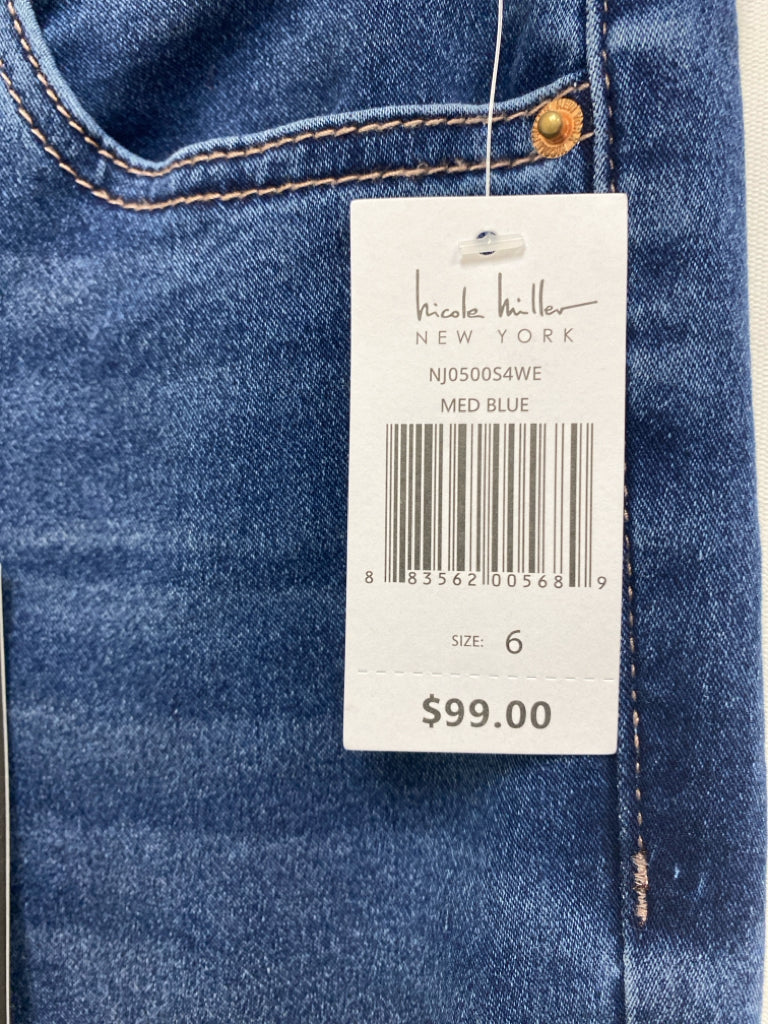 Nicole Miller
NEW YORK
NJ0500S4WE
MED BLUE
8 83562 00568 9
SIZE: 6
$99.00